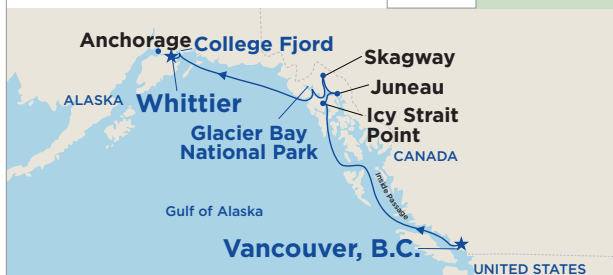 Anchorage
College Fjord
Skagway
Juneau
ALASKA
Whittier
Icy Strait
Point
Glacier Bay
National Park
CANADA
Inside Passage
Gulf of Alaska
Vancouver, B.C.
UNITED STATES